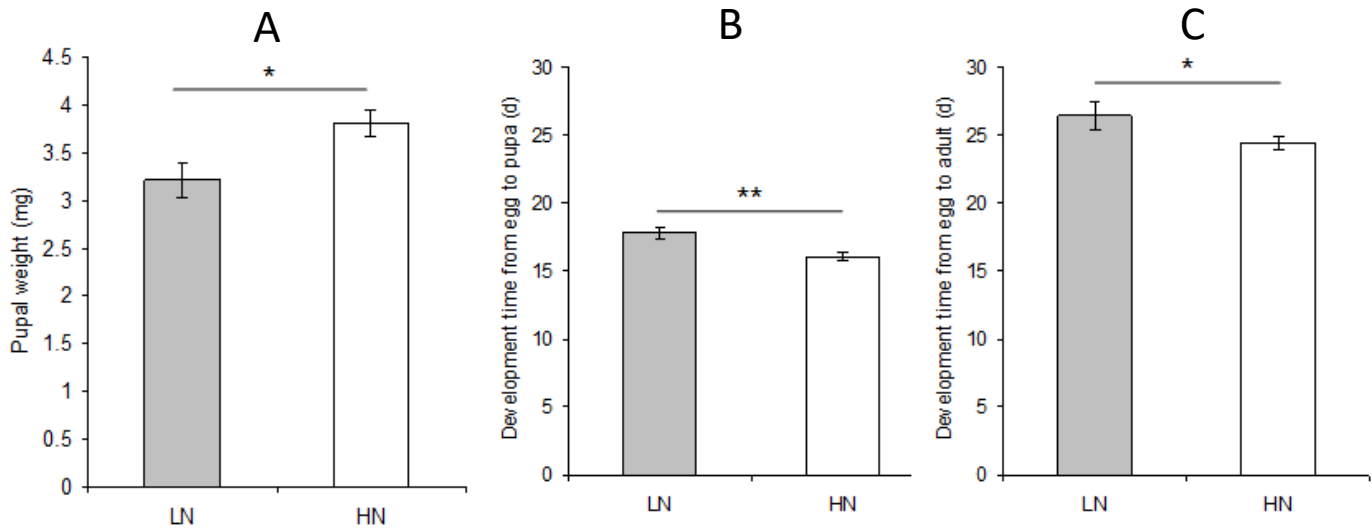 A
Pupal weight (mg)
4.5
4
3.5
3
2.5
2
1.5
1
0.5
0
*
LN
HN
B
Development time from egg to pupa (d)
30
25
20
15
10
5
0
**
LN
HN
C
Development time from egg to adult (d)
30
25
20
15
10
5
0
*
LN
HN